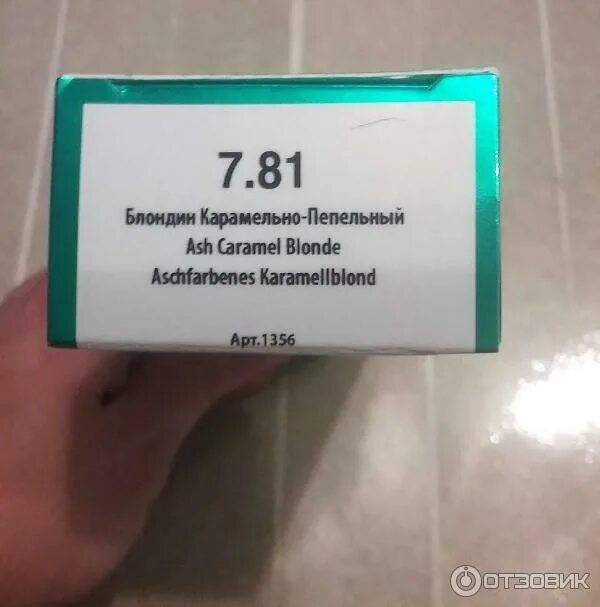 7.81
Блондин Карамельно-Пепельный
Ash Caramel Blonde
Aschfarbenes Karamellblond
Арт.1356
ОТЗОВИК